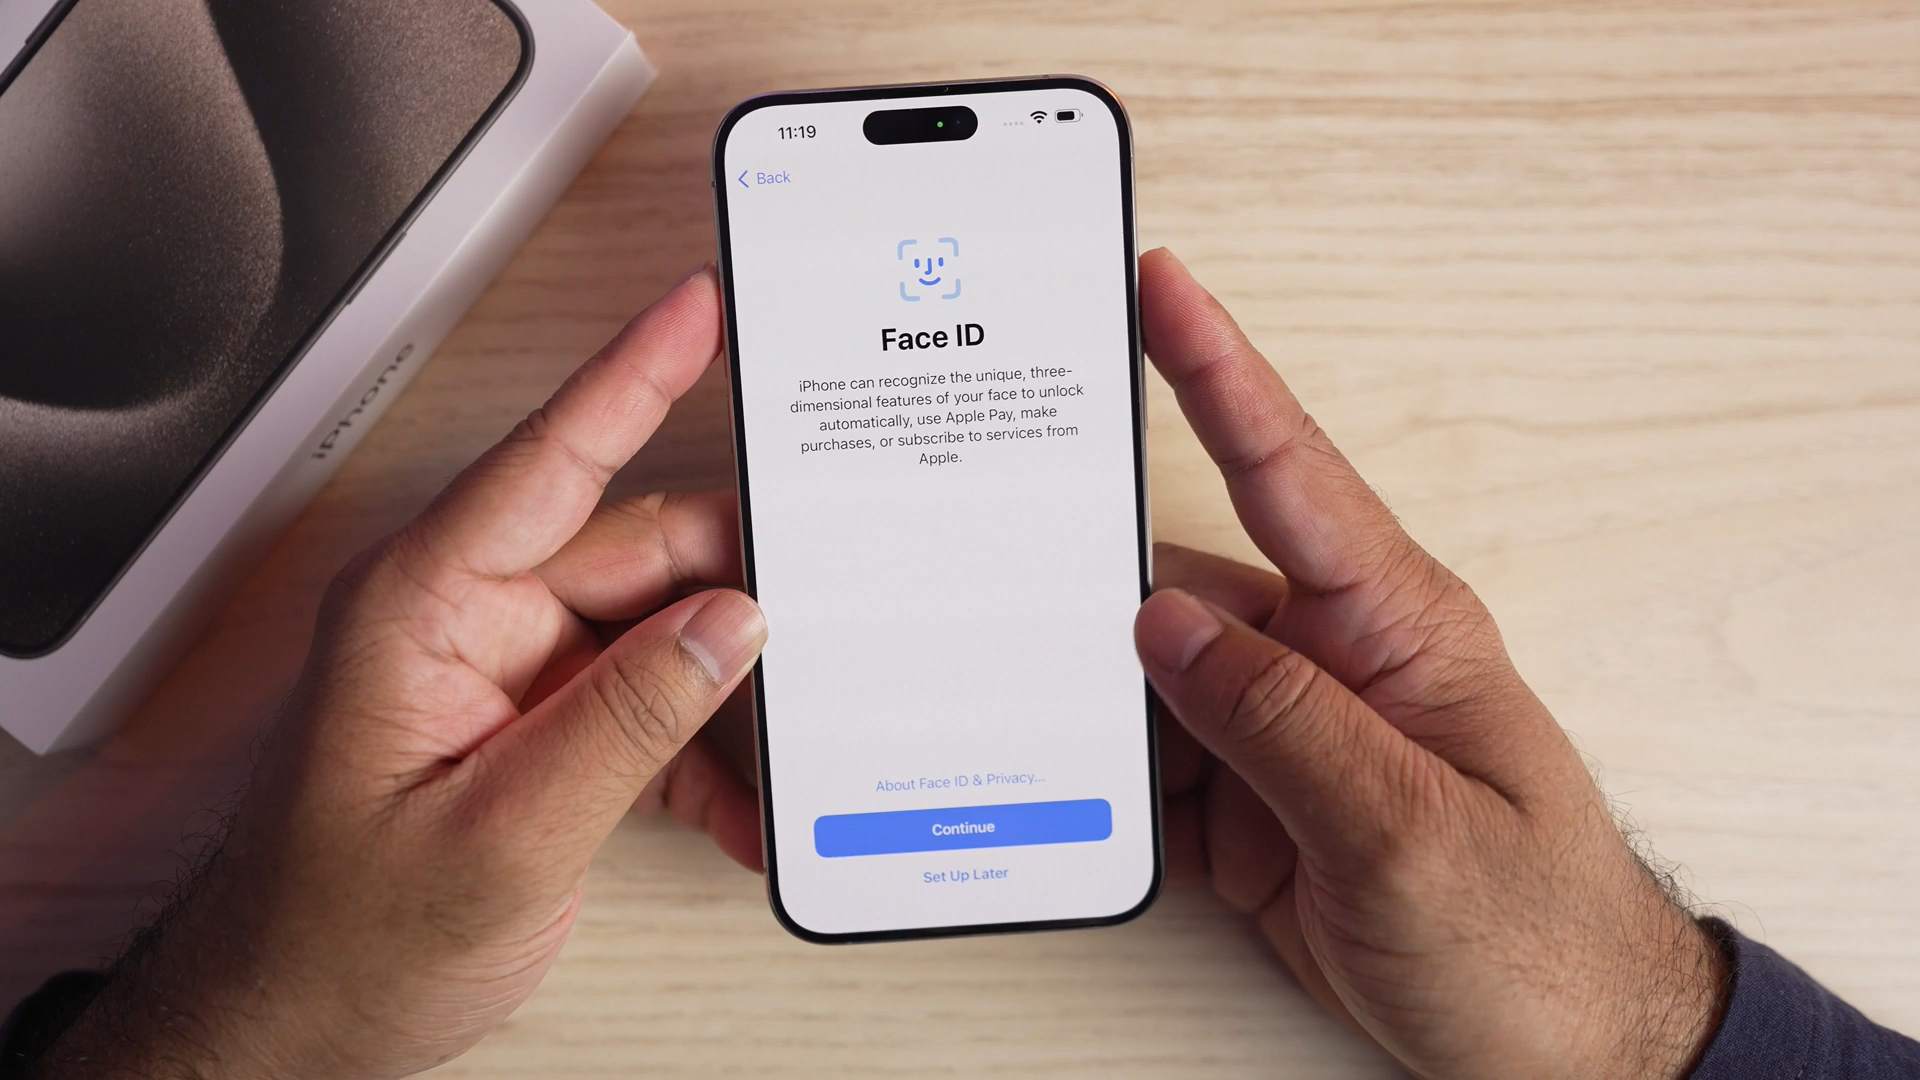 11:19
Back
Face ID
iPhone can recognize the unique, three-
dimensional features of your face to unlock
automatically, use Apple Pay, make
purchases, or subscribe to services from
Apple.
About Face ID & Privacy...
Continue
Set Up Later
iPhone